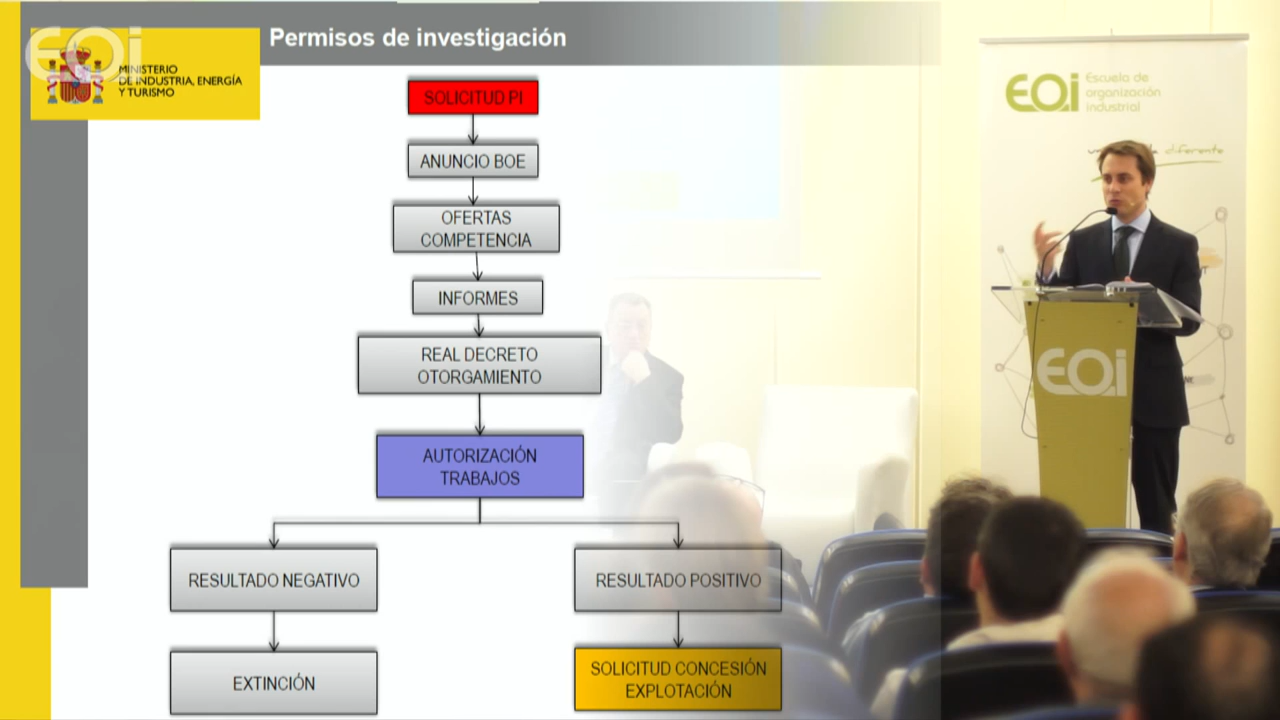 Permisos de investigación
EOi
MINISTERIO
DE INDUSTRIA, ENERGÍA
Y TURISMO
SOLICITUD PI
ANUNCIO BOE
OFERTAS
COMPETENCIA
INFORMES
REAL DECRETO
OTORGAMIENTO
AUTORIZACIÓN
TRABAJOS
RESULTADO NEGATIVO
RESULTADO POSITIVO
EXTINCIÓN
SOLICITUD CONCESIÓN
EXPLOTACIÓN
EOi
Escuela de
organización
industrial
diferente
EOi